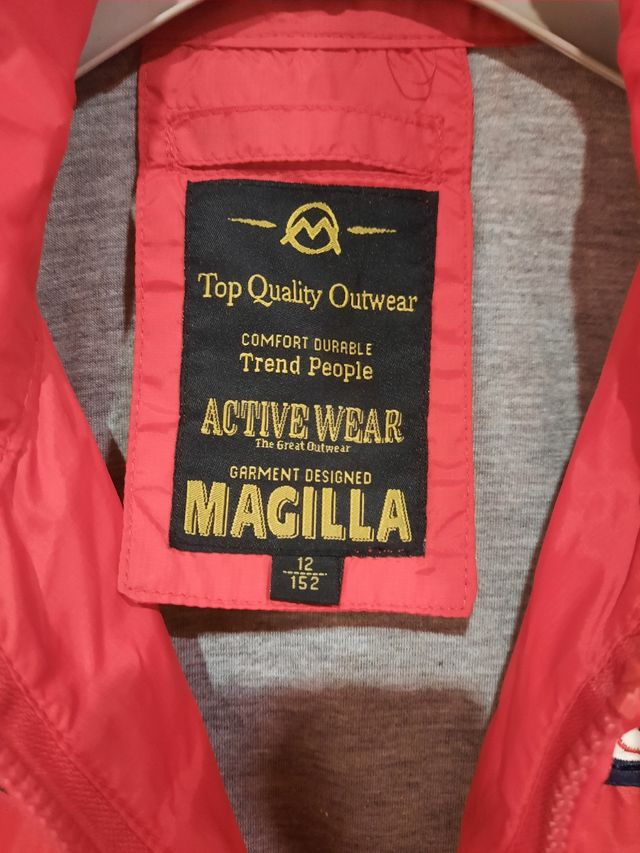 M
Top Quality Outwear
COMFORT DURABLE
Trend People
ACTIVE WEAR
The Great Outwear
GARMENT DESIGNED
MAGILLA
12
152